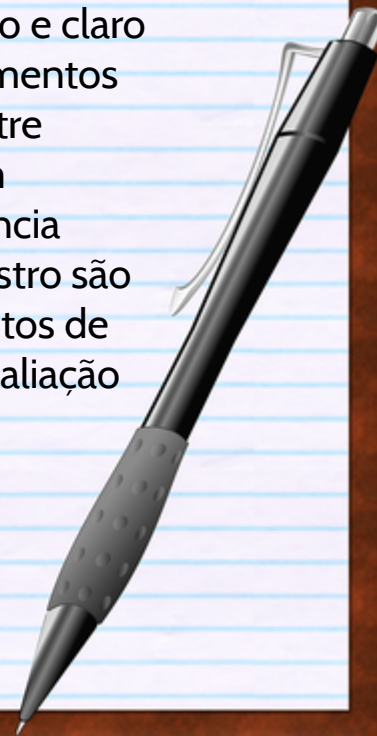 o e claro
mentos
tre
n
ncia
stro são
tos de
aliação